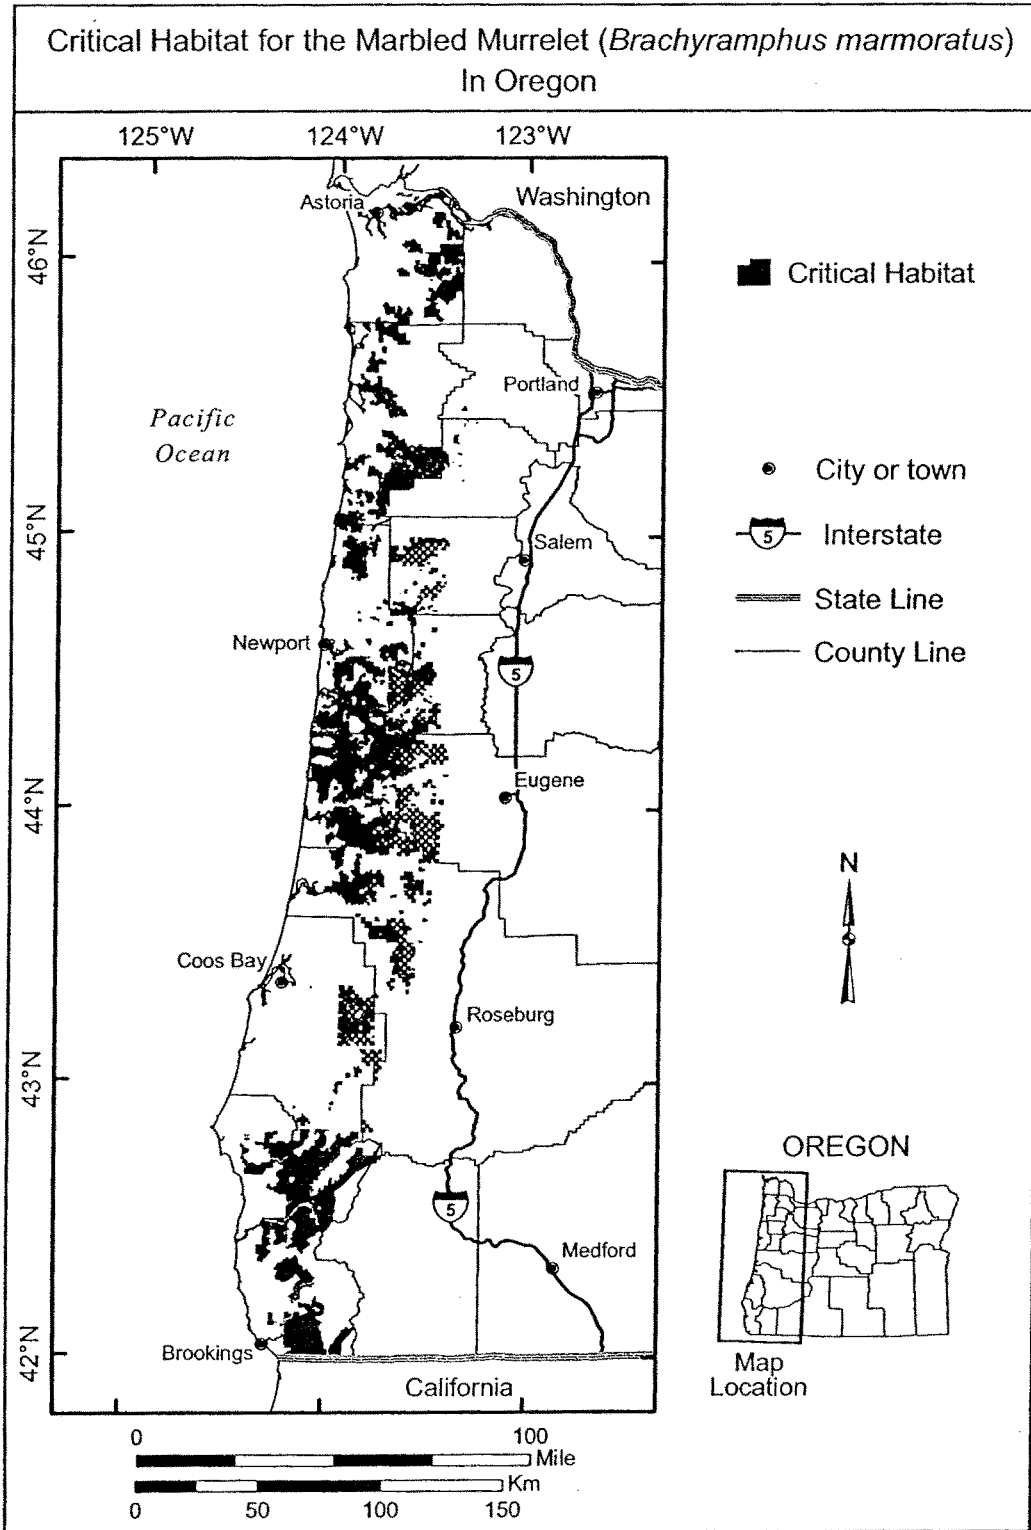 Critical Habitat for the Marbled Murrelet (Brachyramphus marmoratus)
In Oregon
125°W 124°W 123°W
46°N
45°N
44°N
43°N
42°N
Astoria
Washington
Portland
Pacific
Ocean
Salem
Newport
5
Eugene
Coos Bay
Roseburg
5
Medford
Brookings
California
Critical Habitat
City or town
5 Interstate
State Line
County Line
N
OREGON
Map
Location
0 100
Mile
Km
0 50 100 150